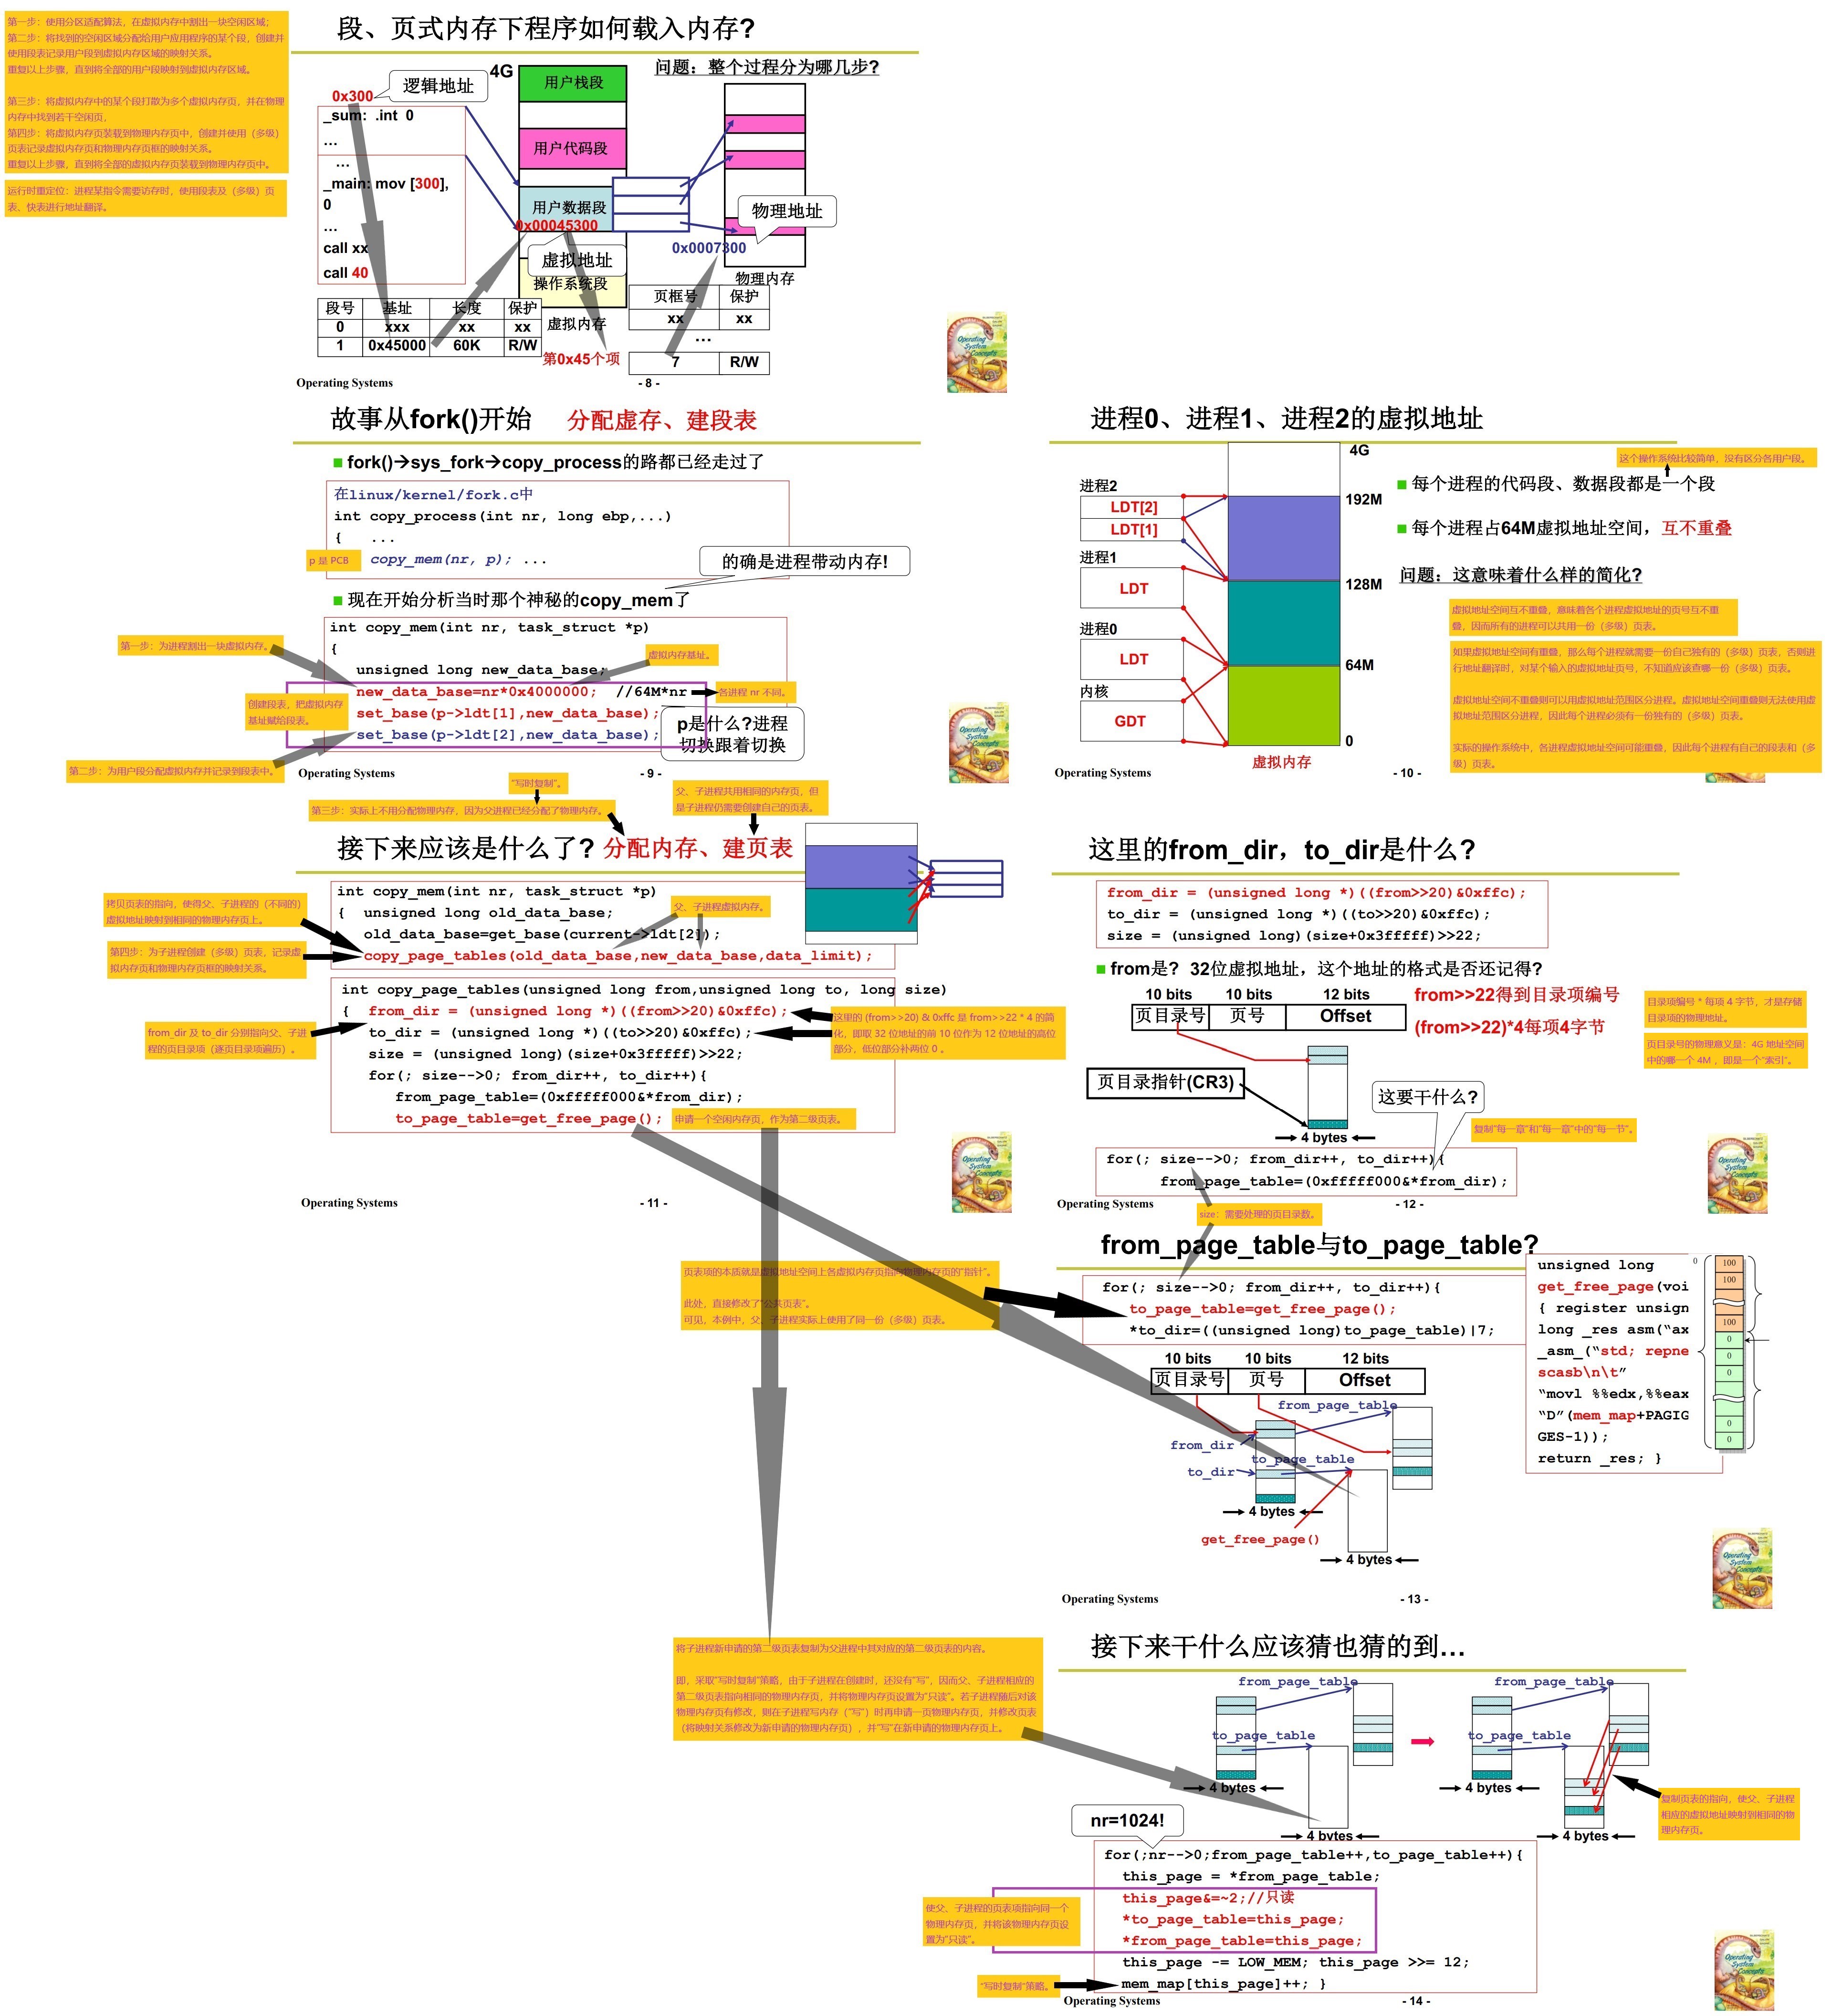 第一步：使用分区适配算法，在虚拟内存中割出一块空闲区域；
第二步：将找到的空闲区域分配给用户应用程序的某个段，创建并
使用段表记录用户段到虚拟内存区域的映射关系。
重复以上步骤，直到将全部的用户段映射到虚拟内存区域。
第三步：将虚拟内存中的某个段打散为多个虚拟内存页，并在物理
内存中找到若干空闲页，
第四步：将虚拟内存页装载到物理内存页中，创建并使用（多级）
页表记录虚拟内存页和物理内存页框的映射关系。
重复以上步骤，直到将全部的虚拟内存页装载到物理内存页中。
运行时重定位：进程某指令需要访存时，使用段表及（多级）页
表、快表进行地址翻译。
段、页式内存下程序如何载入内存?
问题：整个过程分为哪几步?
4G
逻辑地址
0x300
_sum: .int 0
...
...
_main: mov [300],
0
...
call xx
call 40
用户栈段
用户代码段
用户数据段
0x00045300
虚拟地址
操作系统段
虚拟内存
物理地址
0x0007300
物理内存
段号 基址 长度 保护
0 xxx xx xx
1 0x45000 60K R/W
第0x45个项
页框号 保护
xx xx
...
7 R/W
Operating Systems
- 8 -
Operating
System
Concepts
故事从fork()开始 分配虚存、建段表
■ fork()→sys_fork→copy_process的路都已经走过了
在linux/kernel/fork.c中
int copy_process(int nr, long ebp,...)
{ ...
copy_mem(nr, p); ...
p 是 PCB
的确是进程带动内存!
■ 现在开始分析当时那个神秘的copy_mem了
int copy_mem(int nr, task_struct *p)
{
unsigned long new_data_base;
new_data_base=nr*0x4000000; //64M*nr
set_base(p->ldt[1],new_data_base);
set_base(p->ldt[2],new_data_base);
第一步：为进程割出一块虚拟内存。
虚拟内存基址。
各进程 nr 不同。
创建段表，把虚拟内存
基址赋给段表。
p是什么?进程
切换跟着切换
第二步：为用户段分配虚拟内存并记录到段表中。
Operating Systems
- 9 -
进程0、进程1、进程2的虚拟地址
这个操作系统比较简单，没有区分各用户段。
4G
进程2
LDT[2]
LDT[1]
进程1
LDT
进程0
LDT
内核
GDT
192M
128M
64M
0
虚拟内存
■ 每个进程的代码段、数据段都是一个段
■ 每个进程占64M虚拟地址空间，互不重叠
问题：这意味着什么样的简化?
虚拟地址空间互不重叠，意味着各个进程虚拟地址的页号互不重
叠，因而所有的进程可以共用一份（多级）页表。
如果虚拟地址空间有重叠，那么每个进程就需要一份自己独有的（多级）页表，否则进
行地址翻译时，对某个输入的虚拟地址页号，不知道应该查哪一份（多级）页表。
虚拟地址空间不重叠则可以用虚拟地址范围区分进程。虚拟地址空间重叠则无法使用虚
拟地址范围区分进程，因此每个进程必须有一份独有的（多级）页表。
实际的操作系统中，各进程虚拟地址空间可能重叠，因此每个进程有自己的段表和（多
级）页表。
Operating Systems
- 10 -
“写时复制”。
第三步：实际上不用分配物理内存，因为父进程已经分配了物理内存。
父、子进程共用相同的内存页，但
是子进程仍需要创建自己的页表。
接下来应该是什么了? 分配内存、建页表
int copy_mem(int nr, task_struct *p)
{ unsigned long old_data_base;
old_data_base=get_base(current->ldt[2]);
copy_page_tables(old_data_base,new_data_base,data_limit);
父、子进程虚拟内存。
拷贝页表的指向，使得父、子进程的（不同的）
虚拟地址映射到相同的物理内存页上。
第四步：为子进程创建（多级）页表，记录虚
拟内存页和物理内存页框的映射关系。
int copy_page_tables(unsigned long from,unsigned long to, long size)
{ from_dir = (unsigned long *)((from>>20)&0xffc);
to_dir = (unsigned long *)((to>>20)&0xffc);
size = (unsigned long)(size+0x3fffff)>>22;
for(; size-->0; from_dir++, to_dir++){
from_page_table=(0xfffff000&*from_dir);
to_page_table=get_free_page();
from_dir 及 to_dir 分别指向父、子进
程的页目录项（逐页目录项遍历）。
这里的 (from>>20) & 0xffc 是 from>>22 * 4 的简
化，即取 32 位地址的前 10 位作为 12 位地址的高位
部分，低位部分补两位 0 。
申请一个空闲内存页，作为第二级页表。
Operating Systems
- 11 -
Operating
System
Concepts
这里的from_dir，to_dir是什么?
from_dir = (unsigned long *)((from>>20)&0xffc);
to_dir = (unsigned long *)((to>>20)&0xffc);
size = (unsigned long)(size+0x3fffff)>>22;
■ from是? 32位虚拟地址，这个地址的格式是否还记得?
10 bits 10 bits 12 bits
页目录号 页号 Offset
from>>22得到目录项编号
(from>>22)*4每项4字节
目录项编号 * 每项 4 字节，才是存储
目录项的物理地址。
页目录号的物理意义是：4G 地址空间
中的哪一个 4M ，即是一个“索引”。
页目录指针(CR3)
4 bytes
这要干什么?
复制“每一章”和“每一章”中的“每一节”。
for(; size-->0; from_dir++, to_dir++){
from_page_table=(0xfffff000&*from_dir);
Operating Systems
- 12 -
Operating
System
Concepts
size：需要处理的页目录数。
from_page_table与to_page_table?
页表项的本质就是虚拟地址空间上各虚拟内存页指向物理内存页的“指针”。
此处，直接修改了“公共页表”。
可见，本例中，父、子进程实际上使用了同一份（多级）页表。
for(; size-->0; from_dir++, to_dir++){
to_page_table=get_free_page();
*to_dir=((unsigned long)to_page_table)|7;
unsigned long
get_free_page(voi
{ register unsign
long _res asm(“ax
_asm_(“std; repne
scasb\n\t”
“movl %%edx,%%eax
“D”(mem_map+PAGIG
GES-1));
return _res; }
0
100
100
100
0
0
0
0
0
10 bits 10 bits 12 bits
页目录号 页号 Offset
from_page_table
from_dir
to_page_table
to_dir
4 bytes
get_free_page()
4 bytes
Operating Systems
- 13 -
Operating
System
Concepts
将子进程新申请的第二级页表复制为父进程中其对应的第二级页表的内容。
即，采取“写时复制”策略，由于子进程在创建时，还没有“写”，因而父、子进程相应的
第二级页表指向相同的物理内存页，并将物理内存页设置为“只读”。若子进程随后对该
物理内存页有修改，则在子进程写内存（“写”）时再申请一页物理内存页，并修改页表
（将映射关系修改为新申请的物理内存页），并“写”在新申请的物理内存页上。
接下来干什么应该猜也猜的到...
from_page_table
to_page_table
4 bytes
4 bytes
from_page_table
to_page_table
4 bytes
4 bytes
复制页表的指向，使父、子进程
相应的虚拟地址映射到相同的物
理内存页。
nr=1024!
for(;nr-->0;from_page_table++,to_page_table++){
this_page = *from_page_table;
this_page&=~2;//只读
*to_page_table=this_page;
*from_page_table=this_page;
this_page -= LOW_MEM; this_page >>= 12;
mem_map[this_page]++; }
使父、子进程的页表项指向同一个
物理内存页，并将该物理内存页设
置为“只读”。
“写时复制”策略。
Operating Systems
- 14 -
Operating
System
Concepts